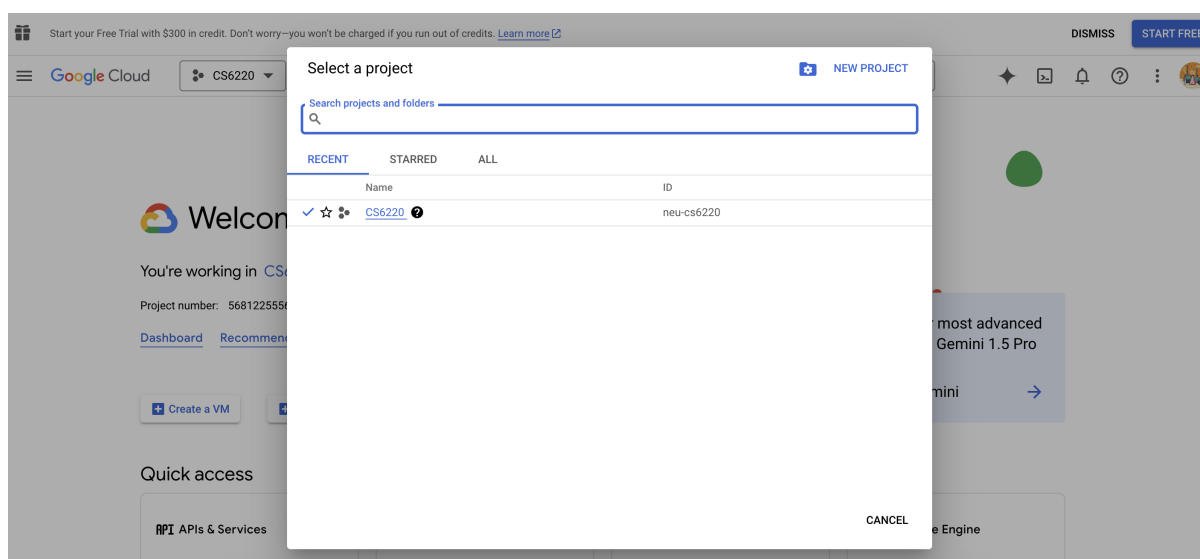 Start your Free Trial with $300 in credit. Don't worry—you won't be charged if you run out of credits. Learn more
DISMISS
START FREE
Google Cloud
CS6220
Select a project
NEW PROJECT
Search projects and folders
RECENT
STARRED
ALL
Name
ID
CS6220
neu-cs6220
Welcom
You're working in CS6
Project number: 5681225556
Dashboard
Recommend
most advanced
Gemini 1.5 Pro
mini
Create a VM
Quick access
API APIs & Services
CANCEL
e Engine